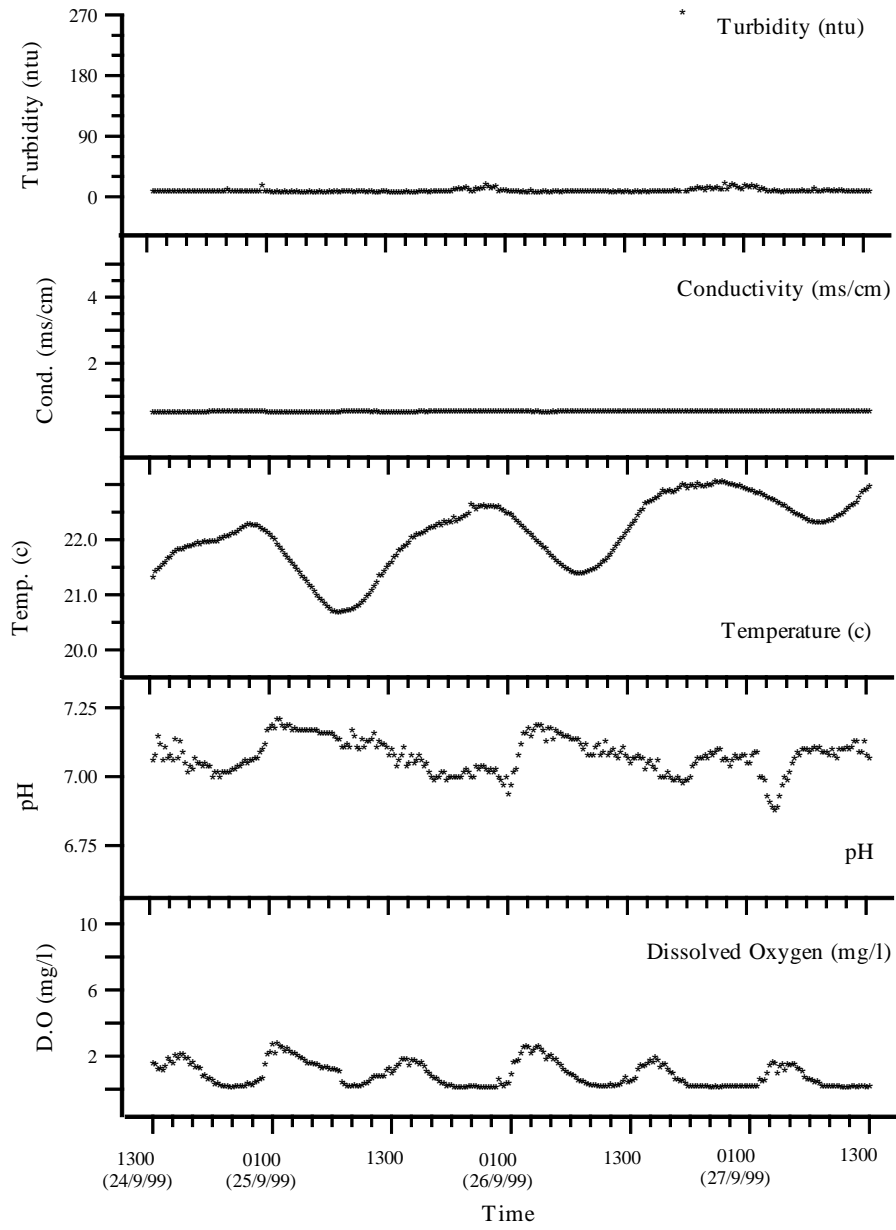 Turbidity (ntu)
270
180
90
0
Turbidity (ntu)
Cond. (ms/cm)
4
2
Conductivity (ms/cm)
Temp. (c)
22.0
21.0
20.0
Temperature (c)
pH
7.25
7.00
6.75
pH
D.O (mg/l)
10
6
2
Dissolved Oxygen (mg/l)
1300 0100 1300 0100 1300 0100 1300
(24/9/99) (25/9/99) (26/9/99) (27/9/99)
Time